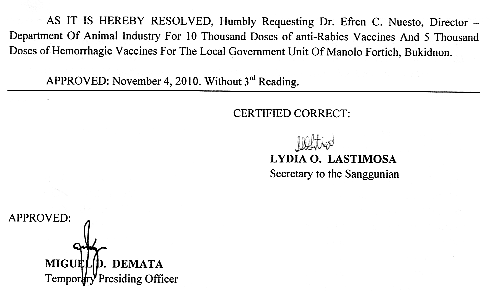 AS IT IS HEREBY RESOLVED, Humbly Requesting Dr. Efren C. Nuesto, Director –
Department Of Animal Industry For 10 Thousand Doses of anti-Rabies Vaccines And 5 Thousand
Doses of Hemorrhagic Vaccines For The Local Government Unit Of Manolo Fortich, Bukidnon.
APPROVED: November 4, 2010. Without 3rd Reading.
CERTIFIED CORRECT:
LYDIA O. LASTIMOSA
Secretary to the Sanggunian
APPROVED:
MIGUEL D. DEMATA
Temporary Presiding Officer